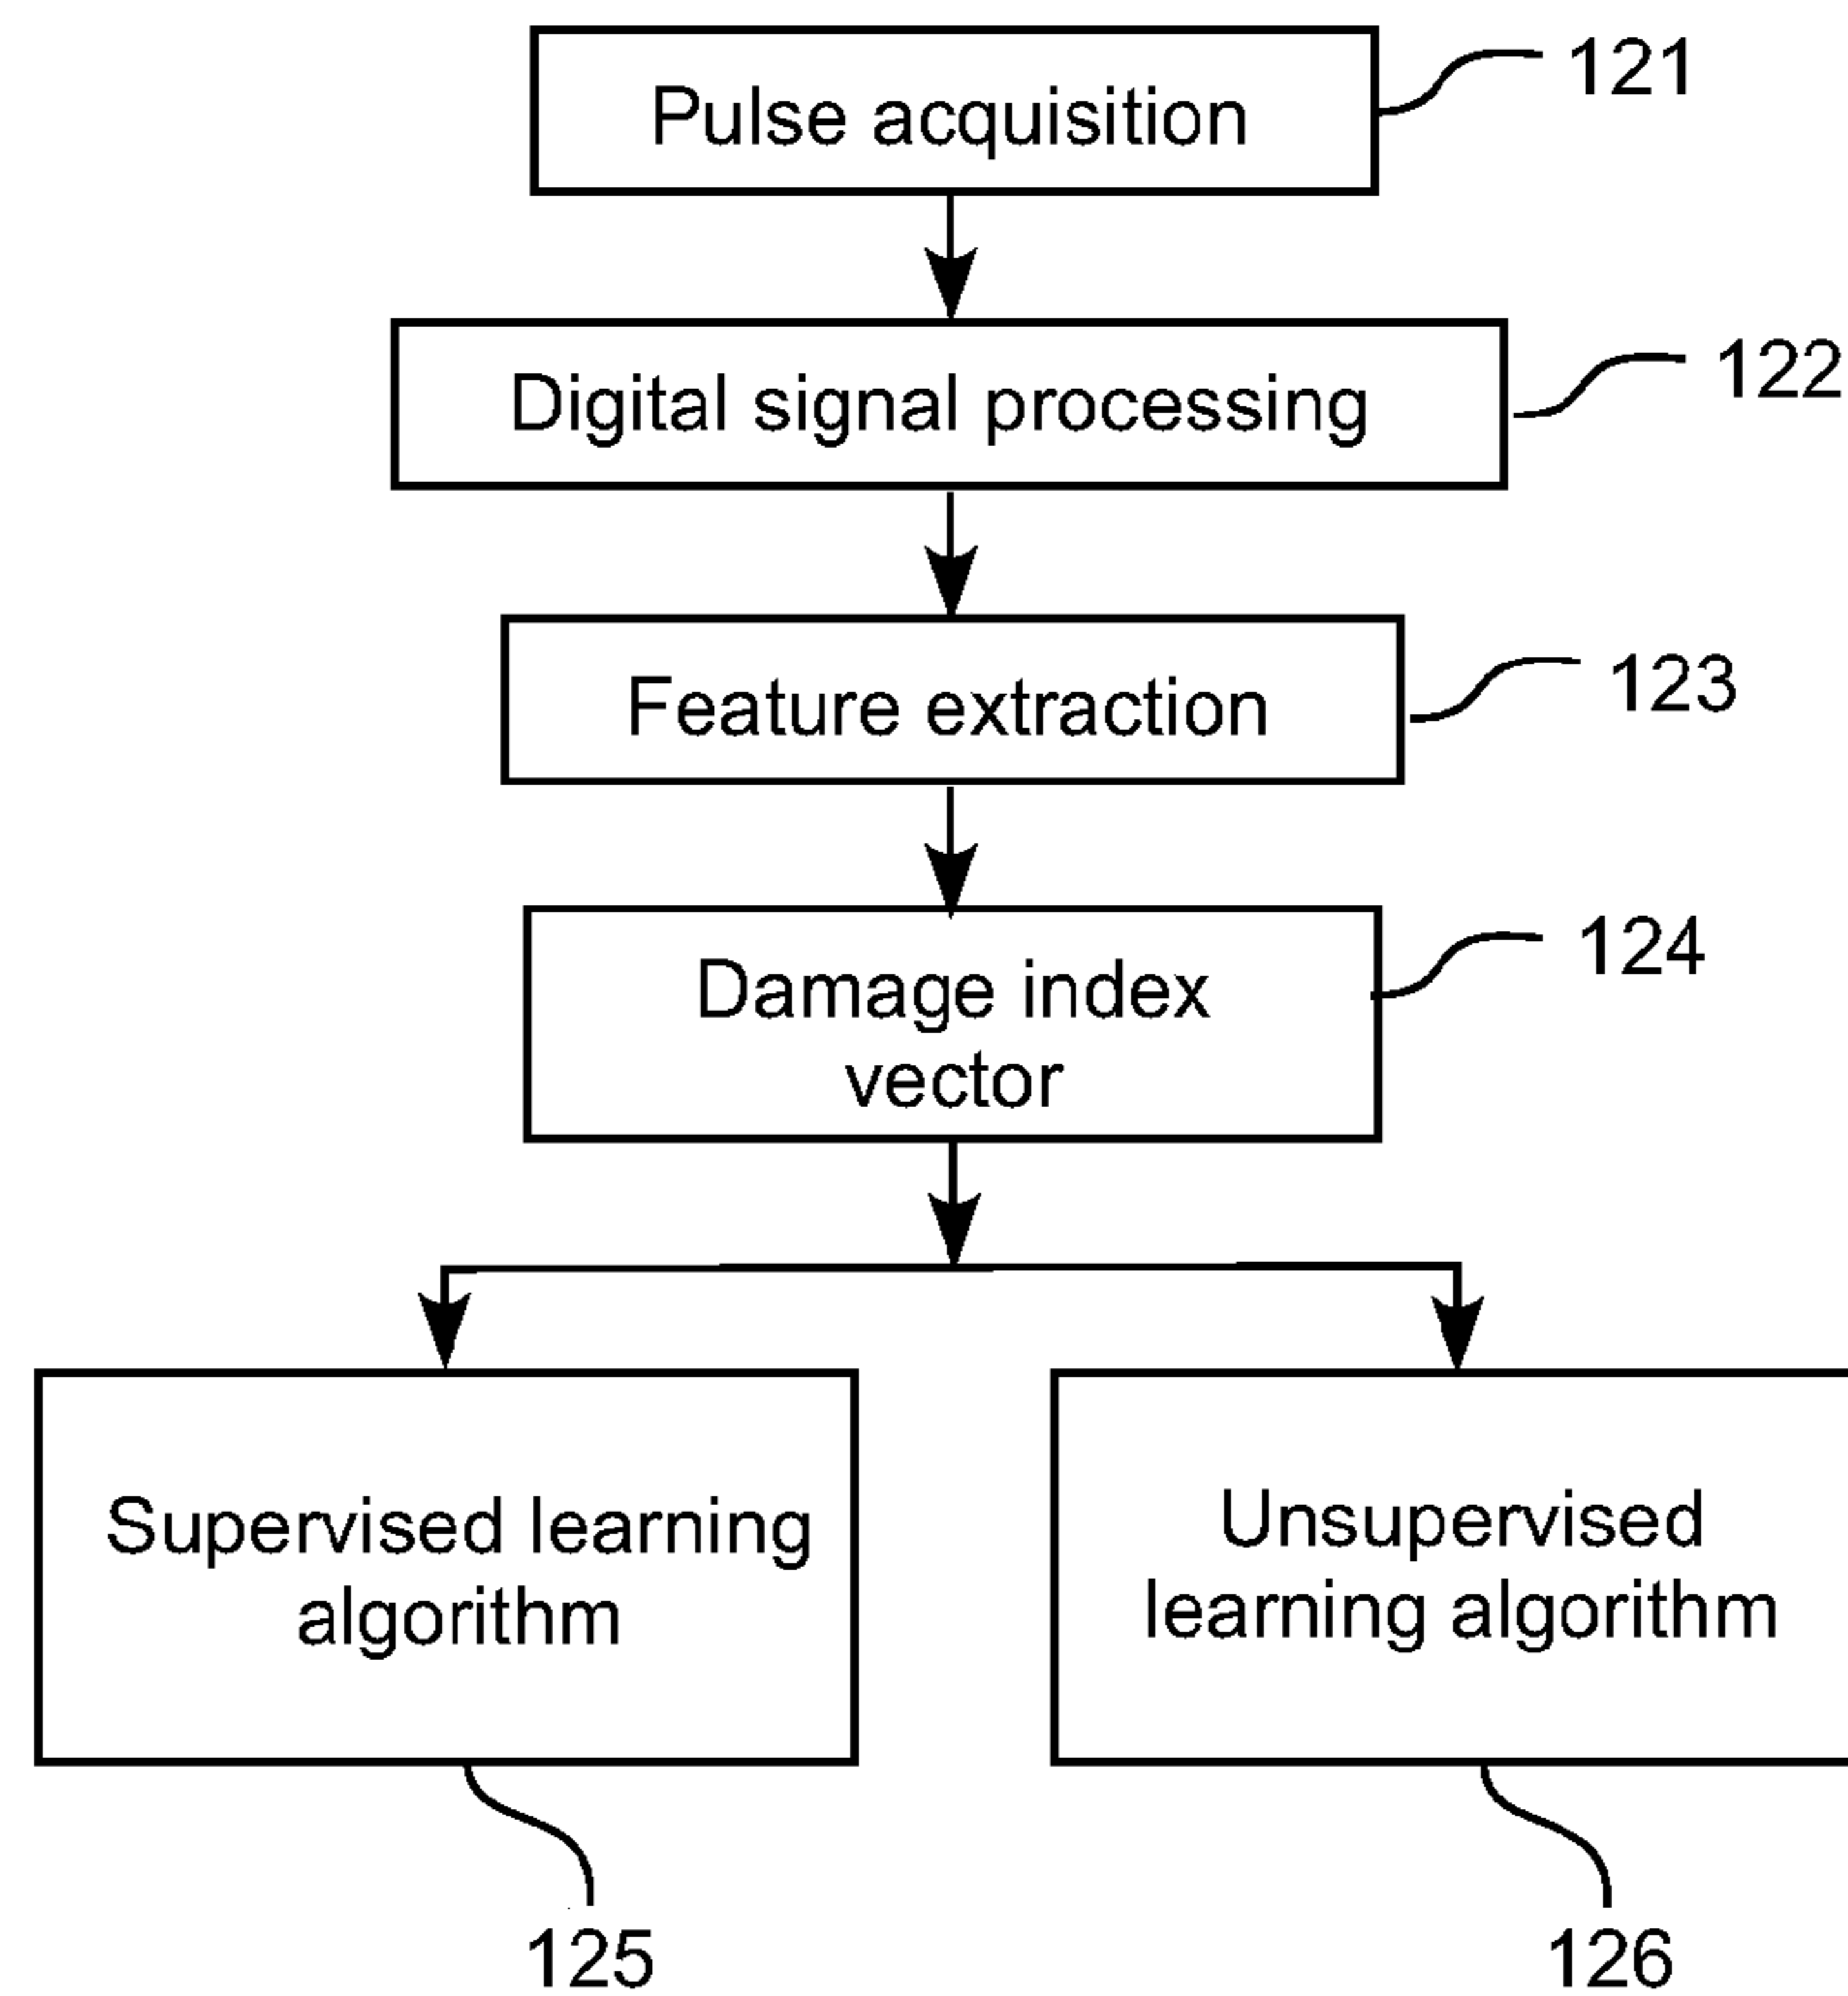 Pulse acquisition
121
Digital signal processing
122
Feature extraction
123
Damage index
vector
124
Supervised learning
algorithm
125
Unsupervised
learning algorithm
126